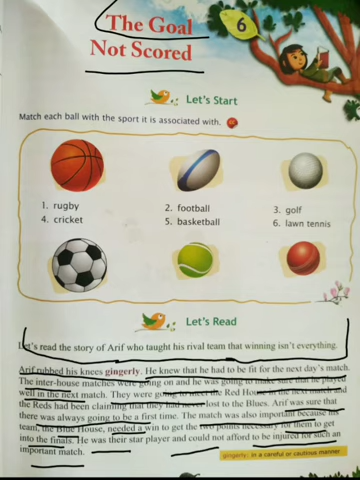 The Goal
Not Scored
6
Let's Start
Match each ball with the sport it is associated with.
1. rugby
2. football
3. golf
4. cricket
5. basketball
6. lawn tennis
Let's Read
Let's read the story of Arif who taught his rival team that winning isn't everything.
Arif rubbed his knees gingerly. He knew that he had to be fit for the next day's match.
The inter-house matches were going on and he was going to make sure that he played
well in the next match. They were going to meet the Red House in the next match and
the Reds had been claiming that they had never lost to the Blues. Arif was sure that
there was always going to be a first time. The match was also important because his
team, the Blue House, needed a win to get the two points necessary for them to get
into the finals. He was their star player and could not afford to be injured for such an
important match.
gingerly: in a careful or cautious manner